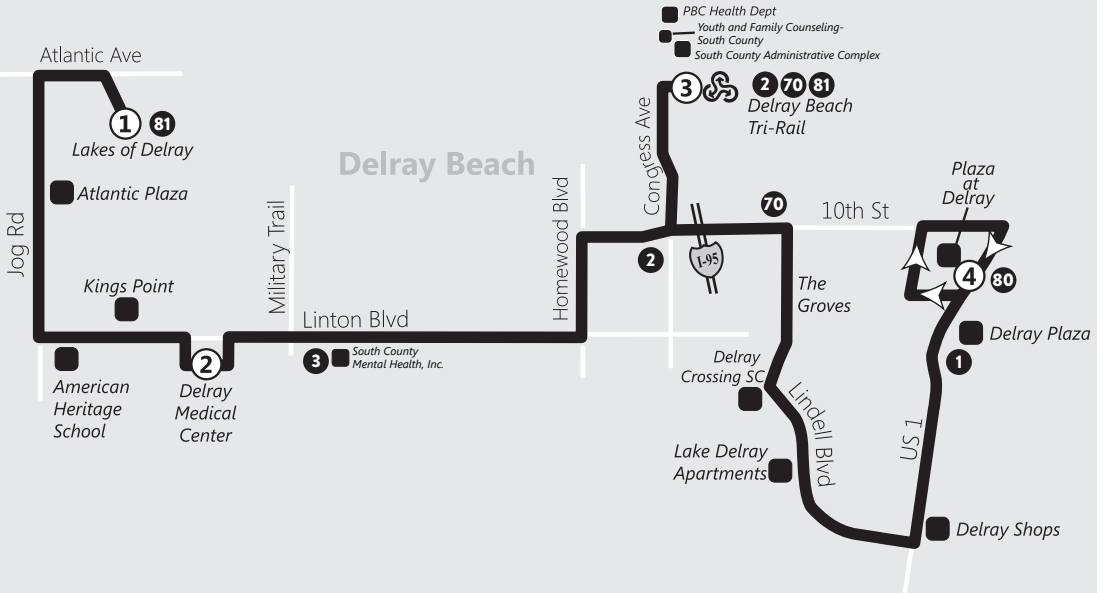 PBC Health Dept
Youth and Family Counseling-
South County
South County Administrative Complex
Atlantic Ave
3
2 70 81
Delray Beach
Tri-Rail
1 81
Lakes of Delray
Congress Ave
Delray Beach
Plaza
at
Delray
Atlantic Plaza
Homewood Blvd
Military Trail
Jog Rd
70
10th St
2
I-95
4
80
Kings Point
The
Groves
Linton Blvd
Delray Plaza
3
South County
Mental Health, Inc.
2
1
Delray
Crossing SC
American
Heritage
School
Delray
Medical
Center
Lindell Blvd
US 1
Lake Delray
Apartments
Delray Shops